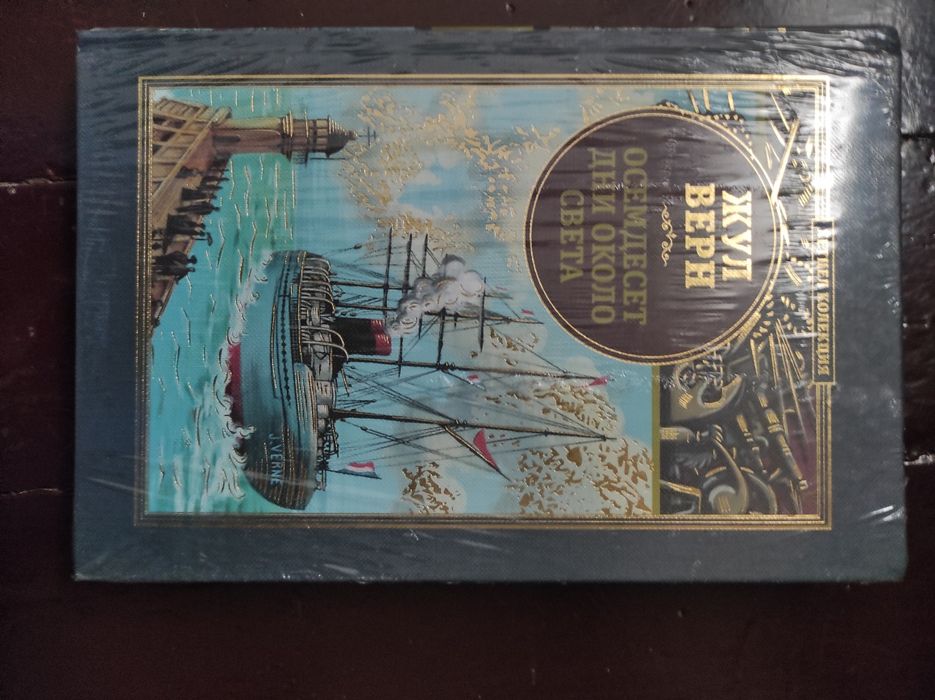 КОЛЕКЦИЯ
ЖУЛ
ВЕРН
ОСЕМДЕСЕТ
ДНИ ОКОЛО
СВЕТА
J.VERNE